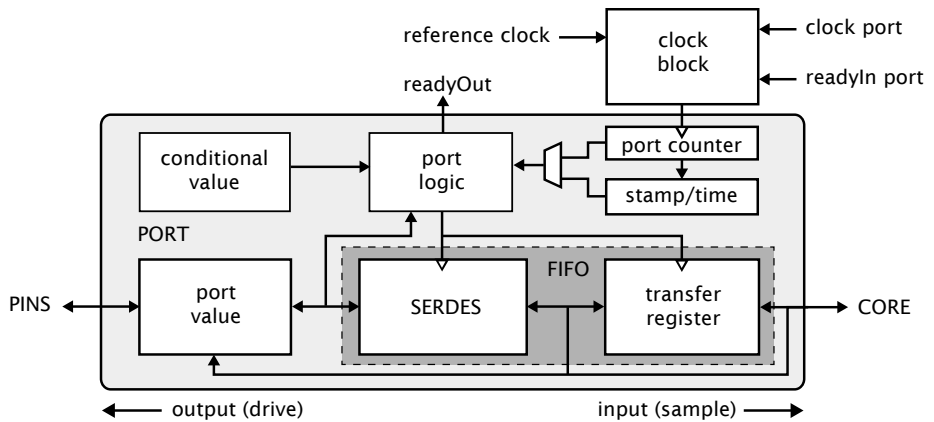 reference clock
clock
block
clock port
readyIn port
readyOut
conditional
value
port
logic
port counter
stamp/time
PORT
FIFO
PINS
port
value
SERDES
transfer
register
CORE
output (drive)
input (sample)